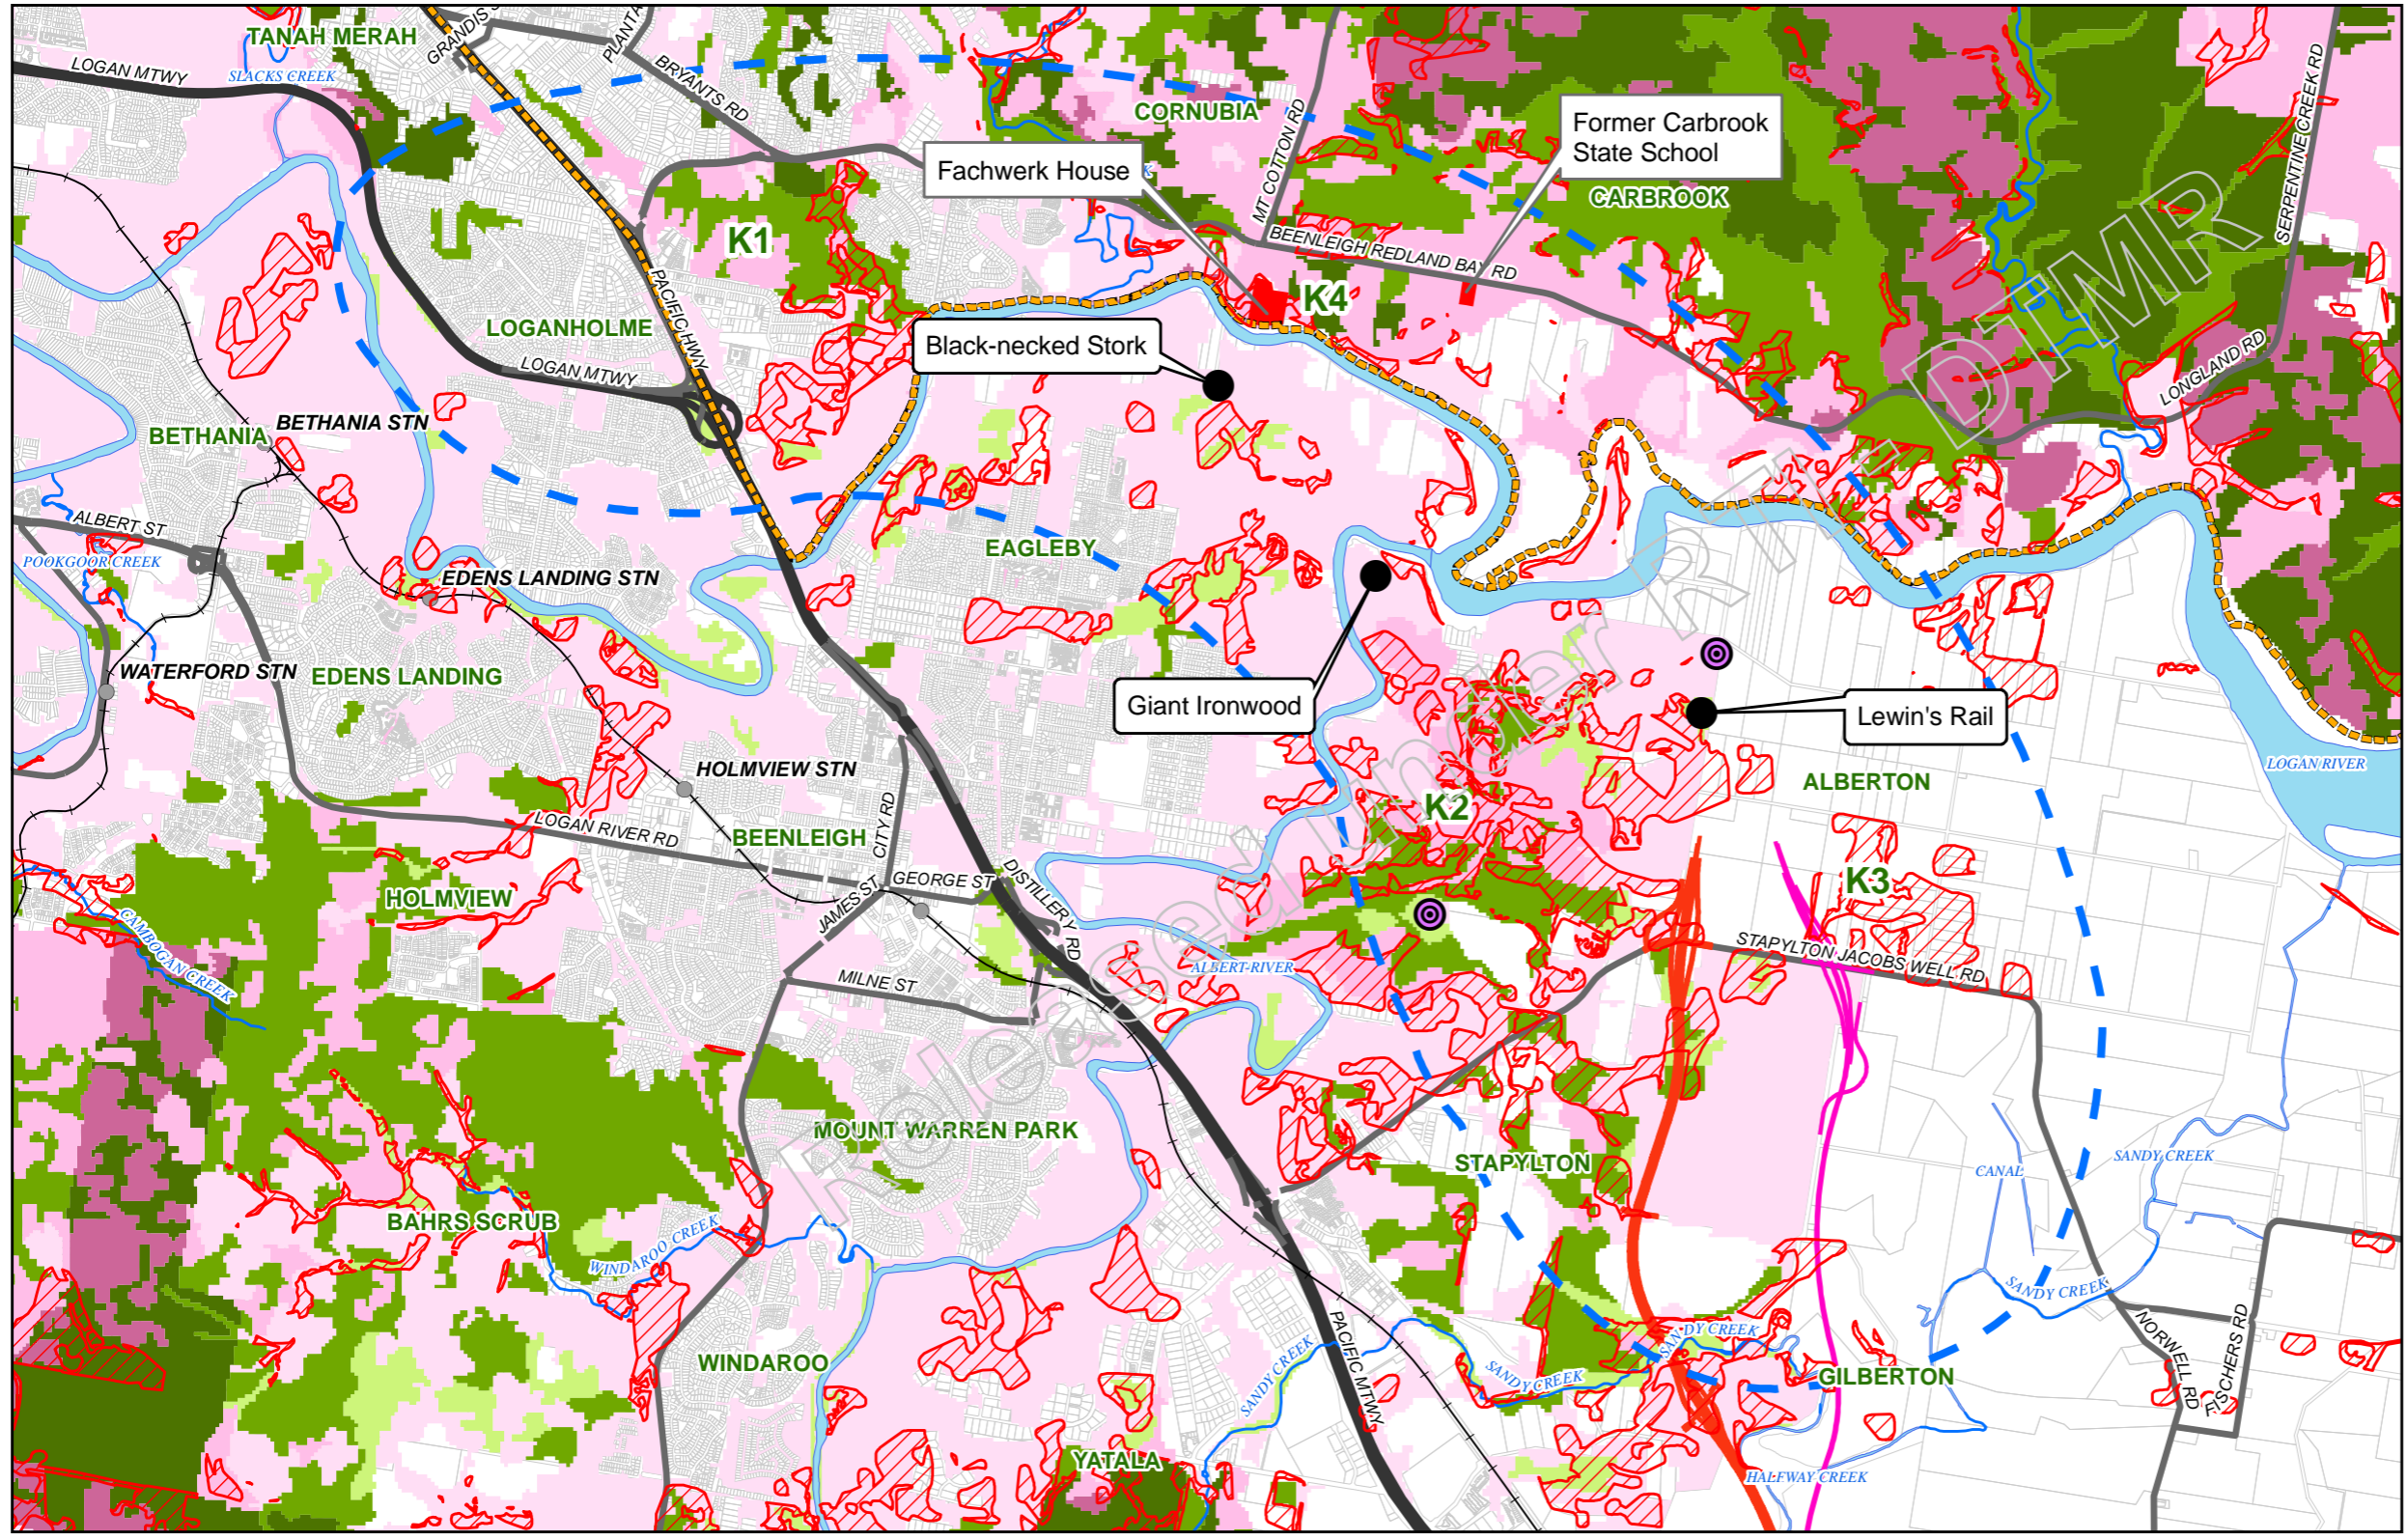 TANAH MERAH
GRANDIS
PLANTA
LOGAN MTWY
SLACKS CREEK
BRYANTS RD
CORNUBIA
MT COTTON RD
Former Carbrook
State School
SERPENTINE CREEK RD
Fachwerk House
CARBROOK
K1
BEENLEIGH REDLAND BAY RD
K4
PACIFIC HWY
LOGANHOLME
Black-necked Stork
LOGAN MTWY
LONGLAND RD
BETHANIA
BETHANIA STN
ALBERT ST
POOKGOOR CREEK
EAGLEBY
EDENS LANDING STN
WATERFORD STN
EDENS LANDING
Giant Ironwood
Lewin's Rail
HOLMVIEW STN
LOGAN RIVER
ALBERTON
K2
LOGAN RIVER RD
BEENLEIGH
CITY RD
K3
GEORGE ST
DISTILLERY RD
HOLMVIEW
JAMES ST
CAMBOGAN CREEK
STAPYLTON JACOBS WELL RD
ALBERT RIVER
MILNE ST
Released under RTI - DTMR
MOUNT WARREN PARK
STAPYLTON
CANAL
SANDY CREEK
BAHRS SCRUB
WINDAROO CREEK
SANDY CREEK
PACIFIC MTWY
NORWELL RD
FISCHERS RD
SANDY CREEK
WINDAROO
SANDY CREEK
SANDY CREEK
GILBERTON
YATALA
HALFWAY CREEK